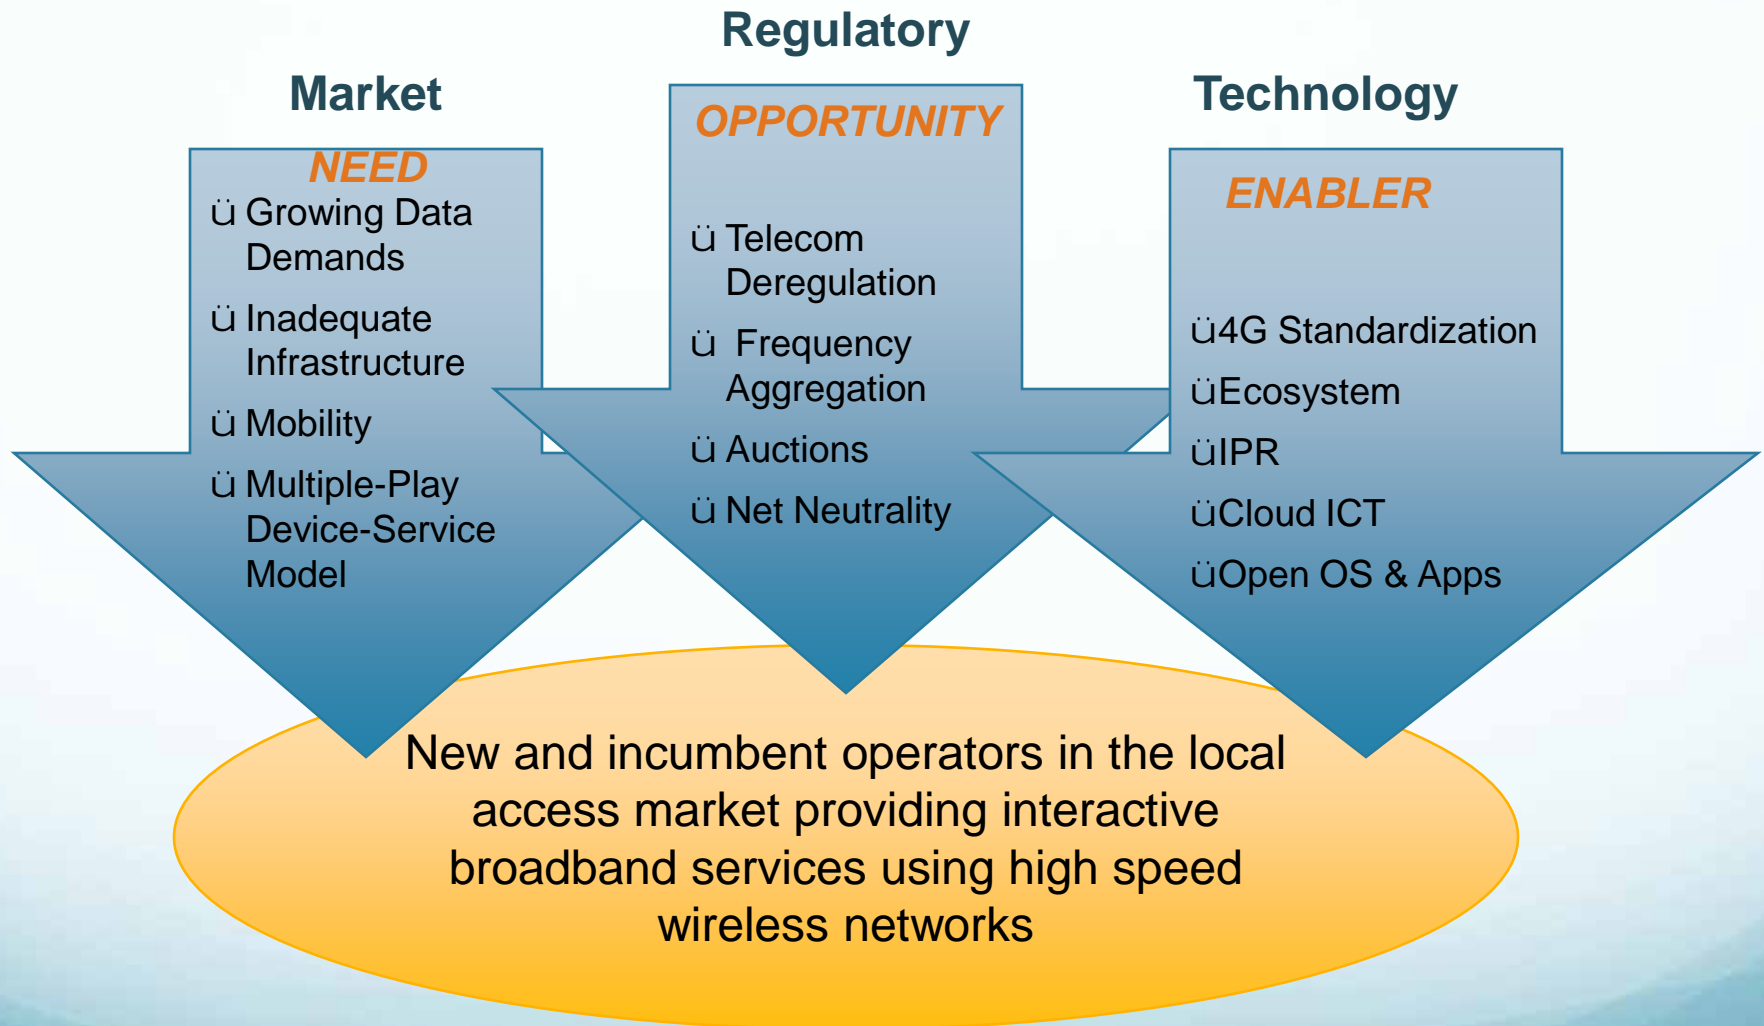 Market
NEED
ü Growing Data
Demands
ü Inadequate
Infrastructure
ü Mobility
ü Multiple-Play
Device-Service
Model
Regulatory
OPPORTUNITY
ü Telecom
Deregulation
ü Frequency
Aggregation
ü Auctions
ü Net Neutrality
Technology
ENABLER
ü4G Standardization
üEcosystem
üIPR
üCloud ICT
üOpen OS & Apps
New and incumbent operators in the local
access market providing interactive
broadband services using high speed
wireless networks